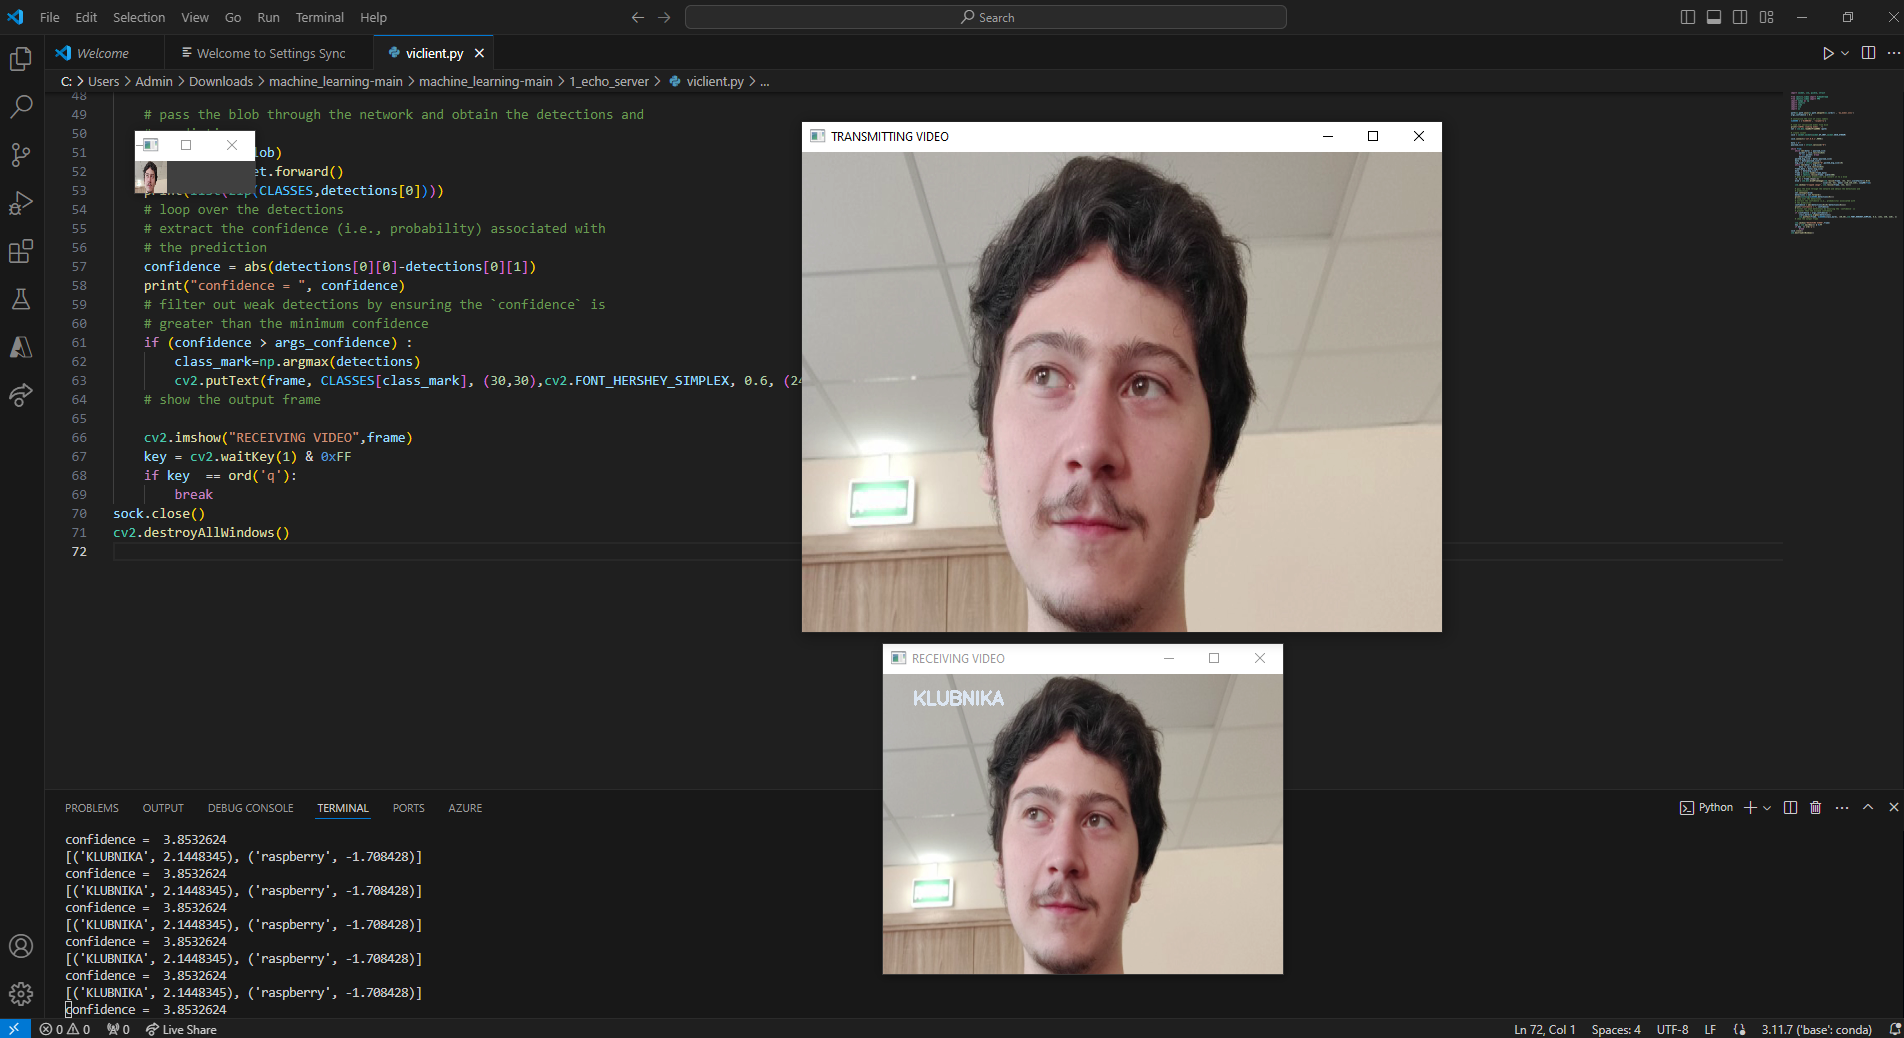 File Edit Selection View Go Run Terminal Help
Search
Welcome
Welcome to Settings Sync
viclient.py
C: > Users > Admin > Downloads > machine_learning-main > machine_learning-main > 1_echo_server > viclient.py > ...
48
49 # pass the blob through the network and obtain the detections and
50
51 lob)
52 et.forward()
53 (CLASSES,detections[0])))
54 # loop over the detections
55 # extract the confidence (i.e., probability) associated with
56 # the prediction
57 confidence = abs(detections[0][0]-detections[0][1])
58 print("confidence = ", confidence)
59 # filter out weak detections by ensuring the `confidence` is
60 # greater than the minimum confidence
61 if (confidence > args_confidence) :
62 class_mark=np.argmax(detections)
63 cv2.putText(frame, CLASSES[class_mark], (30,30),cv2.FONT_HERSHEY_SIMPLEX, 0.6, (24
64 # show the output frame
65
66 cv2.imshow("RECEIVING VIDEO",frame)
67 key = cv2.waitKey(1) & 0xFF
68 if key == ord('q'):
69 break
70 sock.close()
71 cv2.destroyAllWindows()
72
TRANSMITTING VIDEO
RECEIVING VIDEO
KLUBNIKA
PROBLEMS OUTPUT DEBUG CONSOLE TERMINAL PORTS AZURE
Python
confidence = 3.8532624
[('KLUBNIKA', 2.1448345), ('raspberry', -1.708428)]
confidence = 3.8532624
[('KLUBNIKA', 2.1448345), ('raspberry', -1.708428)]
confidence = 3.8532624
[('KLUBNIKA', 2.1448345), ('raspberry', -1.708428)]
confidence = 3.8532624
[('KLUBNIKA', 2.1448345), ('raspberry', -1.708428)]
confidence = 3.8532624
[('KLUBNIKA', 2.1448345), ('raspberry', -1.708428)]
confidence = 3.8532624
0 0 0 Live Share
Ln 72, Col 1 Spaces: 4 UTF-8 LF 3.11.7 ('base': conda)